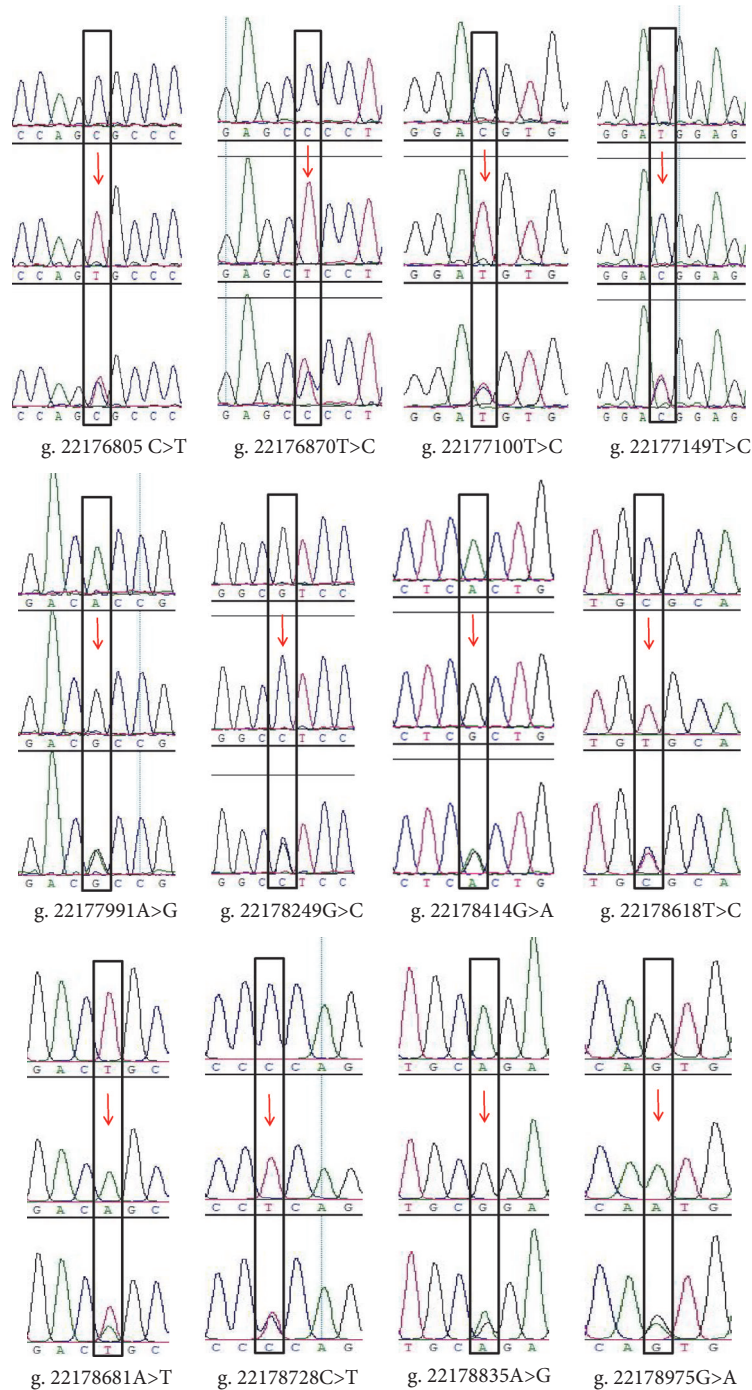 C C A G C G C C C
G A G C C C C T
G G A C G T G
G G A T G G A G
C C A G T G C C C
G A G C T C C T
G G A T G T G
G G A C G G A G
C C A G C G C C C
G A G C C C C T
G G A T G T G
G G A C G G A G
g. 22176805 C>T
g. 22176870T>C
g. 22177100T>C
g. 22177149T>C
G A C A C C G
G G C G T C C
C T C A C T G
T G C G C A
G A C G C C G
G G C C T C C
C T C G C T G
T G T G C A
G A C G C C G
G G C C T C C
C T C A C T G
T G C G C A
g. 22177991A>G
g. 22178249G>C
g. 22178414G>A
g. 22178618T>C
G A C T G C
C C C C A G
T G C A G A
C A G T G
G A C A G C
C C T C A G
T G C G G A
C A A T G
G A C T G C
C C C C A G
T G C A G A
C A G T G
g. 22178681A>T
g. 22178728C>T
g. 22178835A>G
g. 22178975G>A